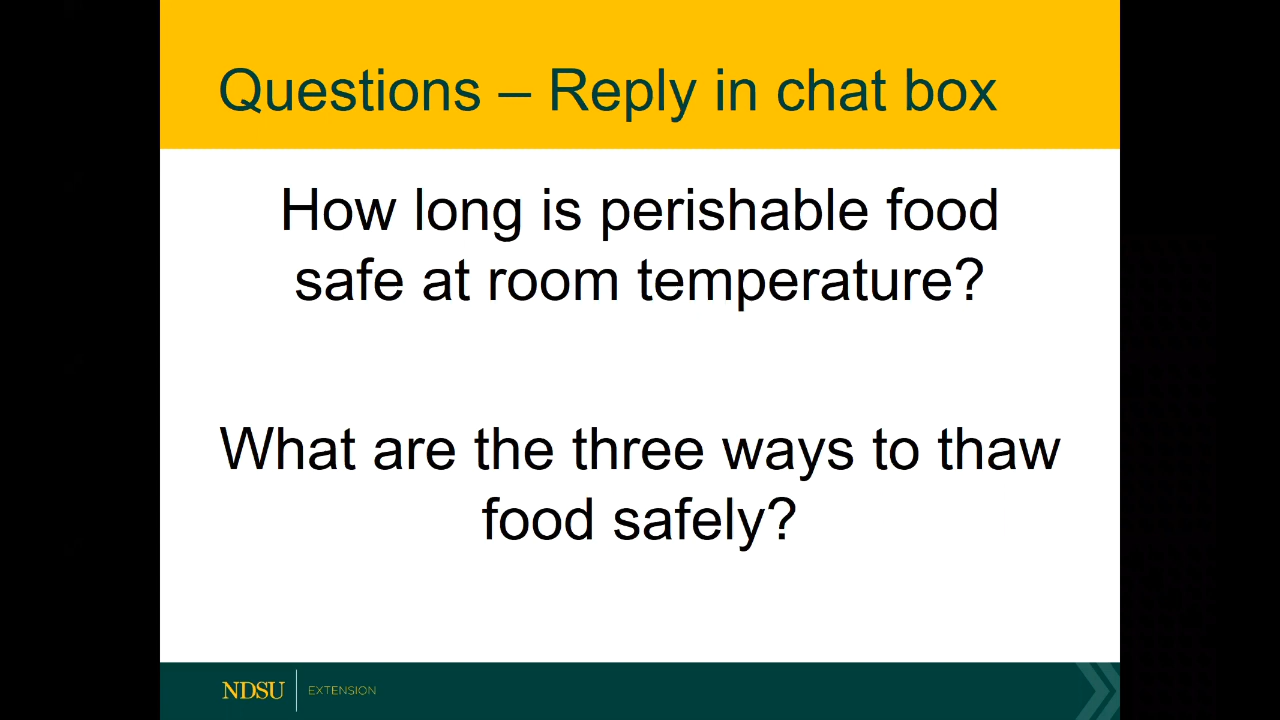 Questions – Reply in chat box
How long is perishable food
safe at room temperature?
What are the three ways to thaw
food safely?
NDSU EXTENSION